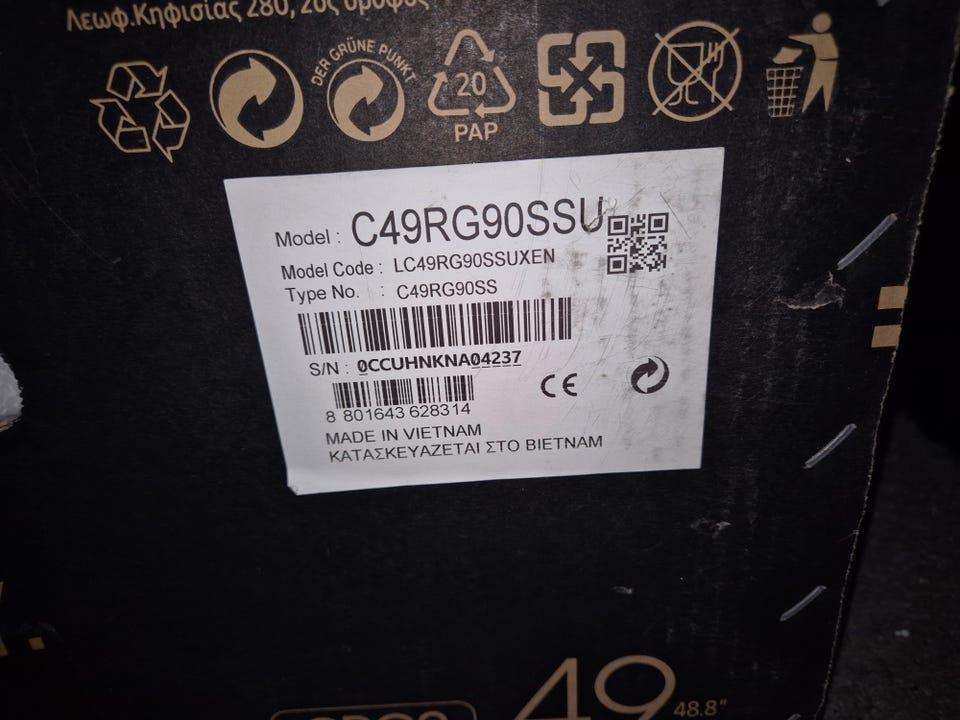 Λεωφ.Κηφισίας 280, 2ος όροφος
DER GRÜNE PUNKT
20
PAP
Model : C49RG90SSU
Model Code : LC49RG90SSUXEN
Type No. : C49RG90SS
S/N : 0CCUHNKNA04237
8 801643 628314
CE
MADE IN VIETNAM
ΚΑΤΑΣΚΕΥΑΖΕΤΑΙ ΣΤΟ ΒΙΕΤΝΑΜ
49
48.8"